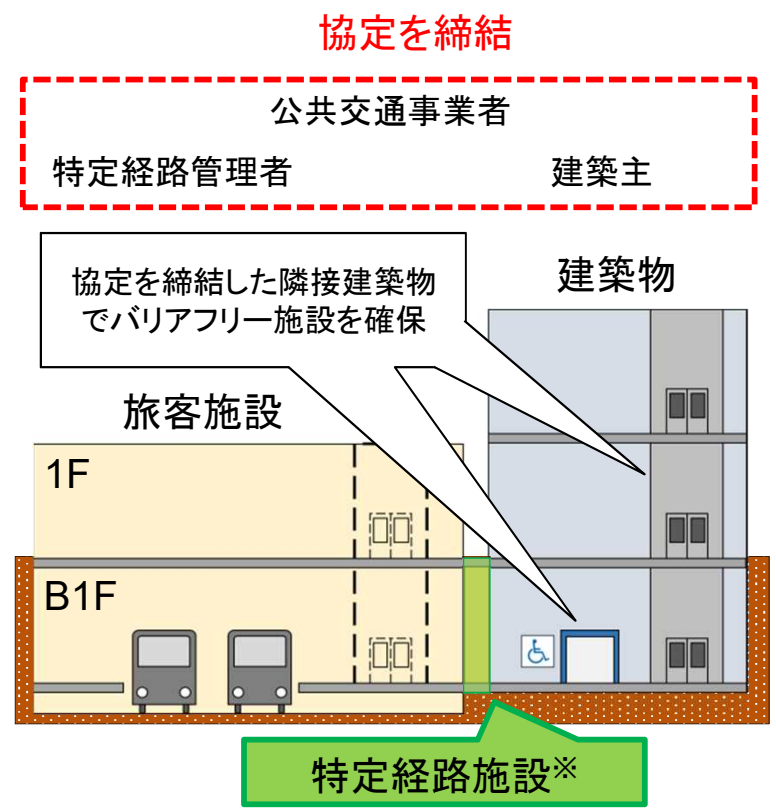 協定を締結
公共交通事業者
特定経路管理者
建築主
協定を締結した隣接建築物
でバリアフリー施設を確保
建築物
旅客施設
1F
B1F
特定経路施設※